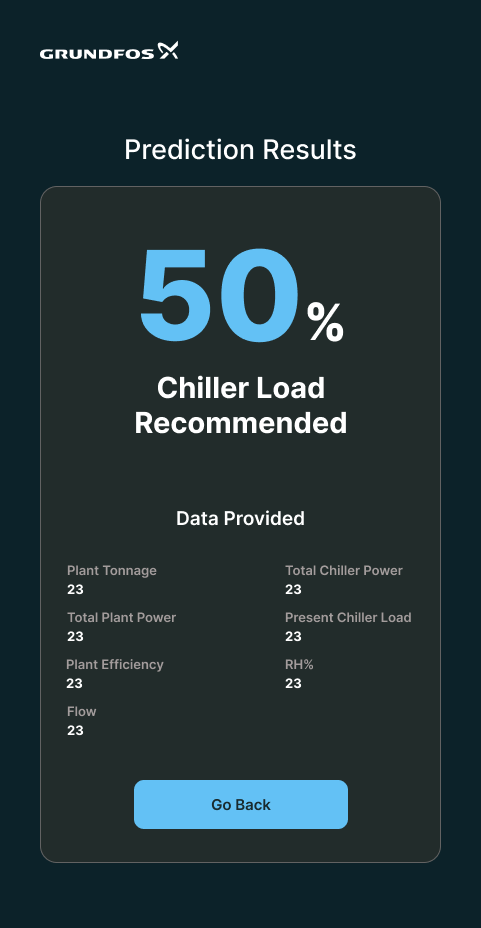 GRUNDFOS
Prediction Results
50%
Chiller Load
Recommended
Data Provided
Plant Tonnage
23
Total Chiller Power
23
Total Plant Power
23
Present Chiller Load
23
Plant Efficiency
23
RH%
23
Flow
23
Go Back